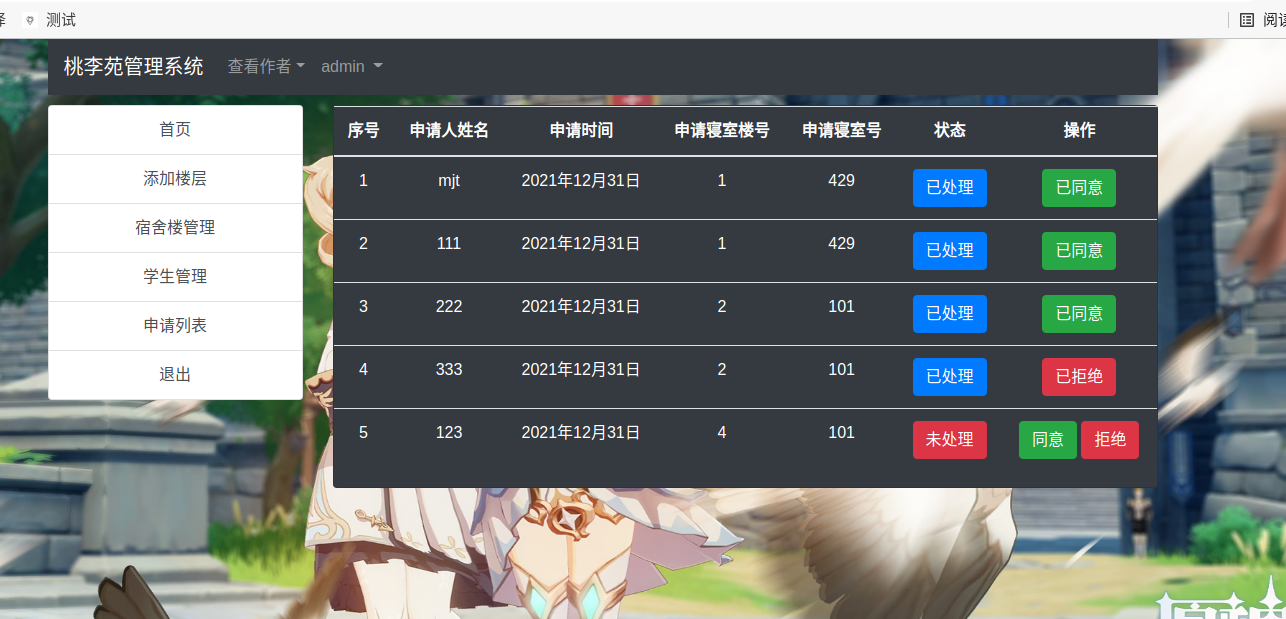 测试
阅读
桃李苑管理系统 查看作者 admin
首页
添加楼层
宿舍楼管理
学生管理
申请列表
退出
序号 申请人姓名 申请时间 申请寝室楼号 申请寝室号 状态 操作
1 mjt 2021年12月31日 1 429 已处理 已同意
2 111 2021年12月31日 1 429 已处理 已同意
3 222 2021年12月31日 2 101 已处理 已同意
4 333 2021年12月31日 2 101 已处理 已拒绝
5 123 2021年12月31日 4 101 未处理 同意 拒绝